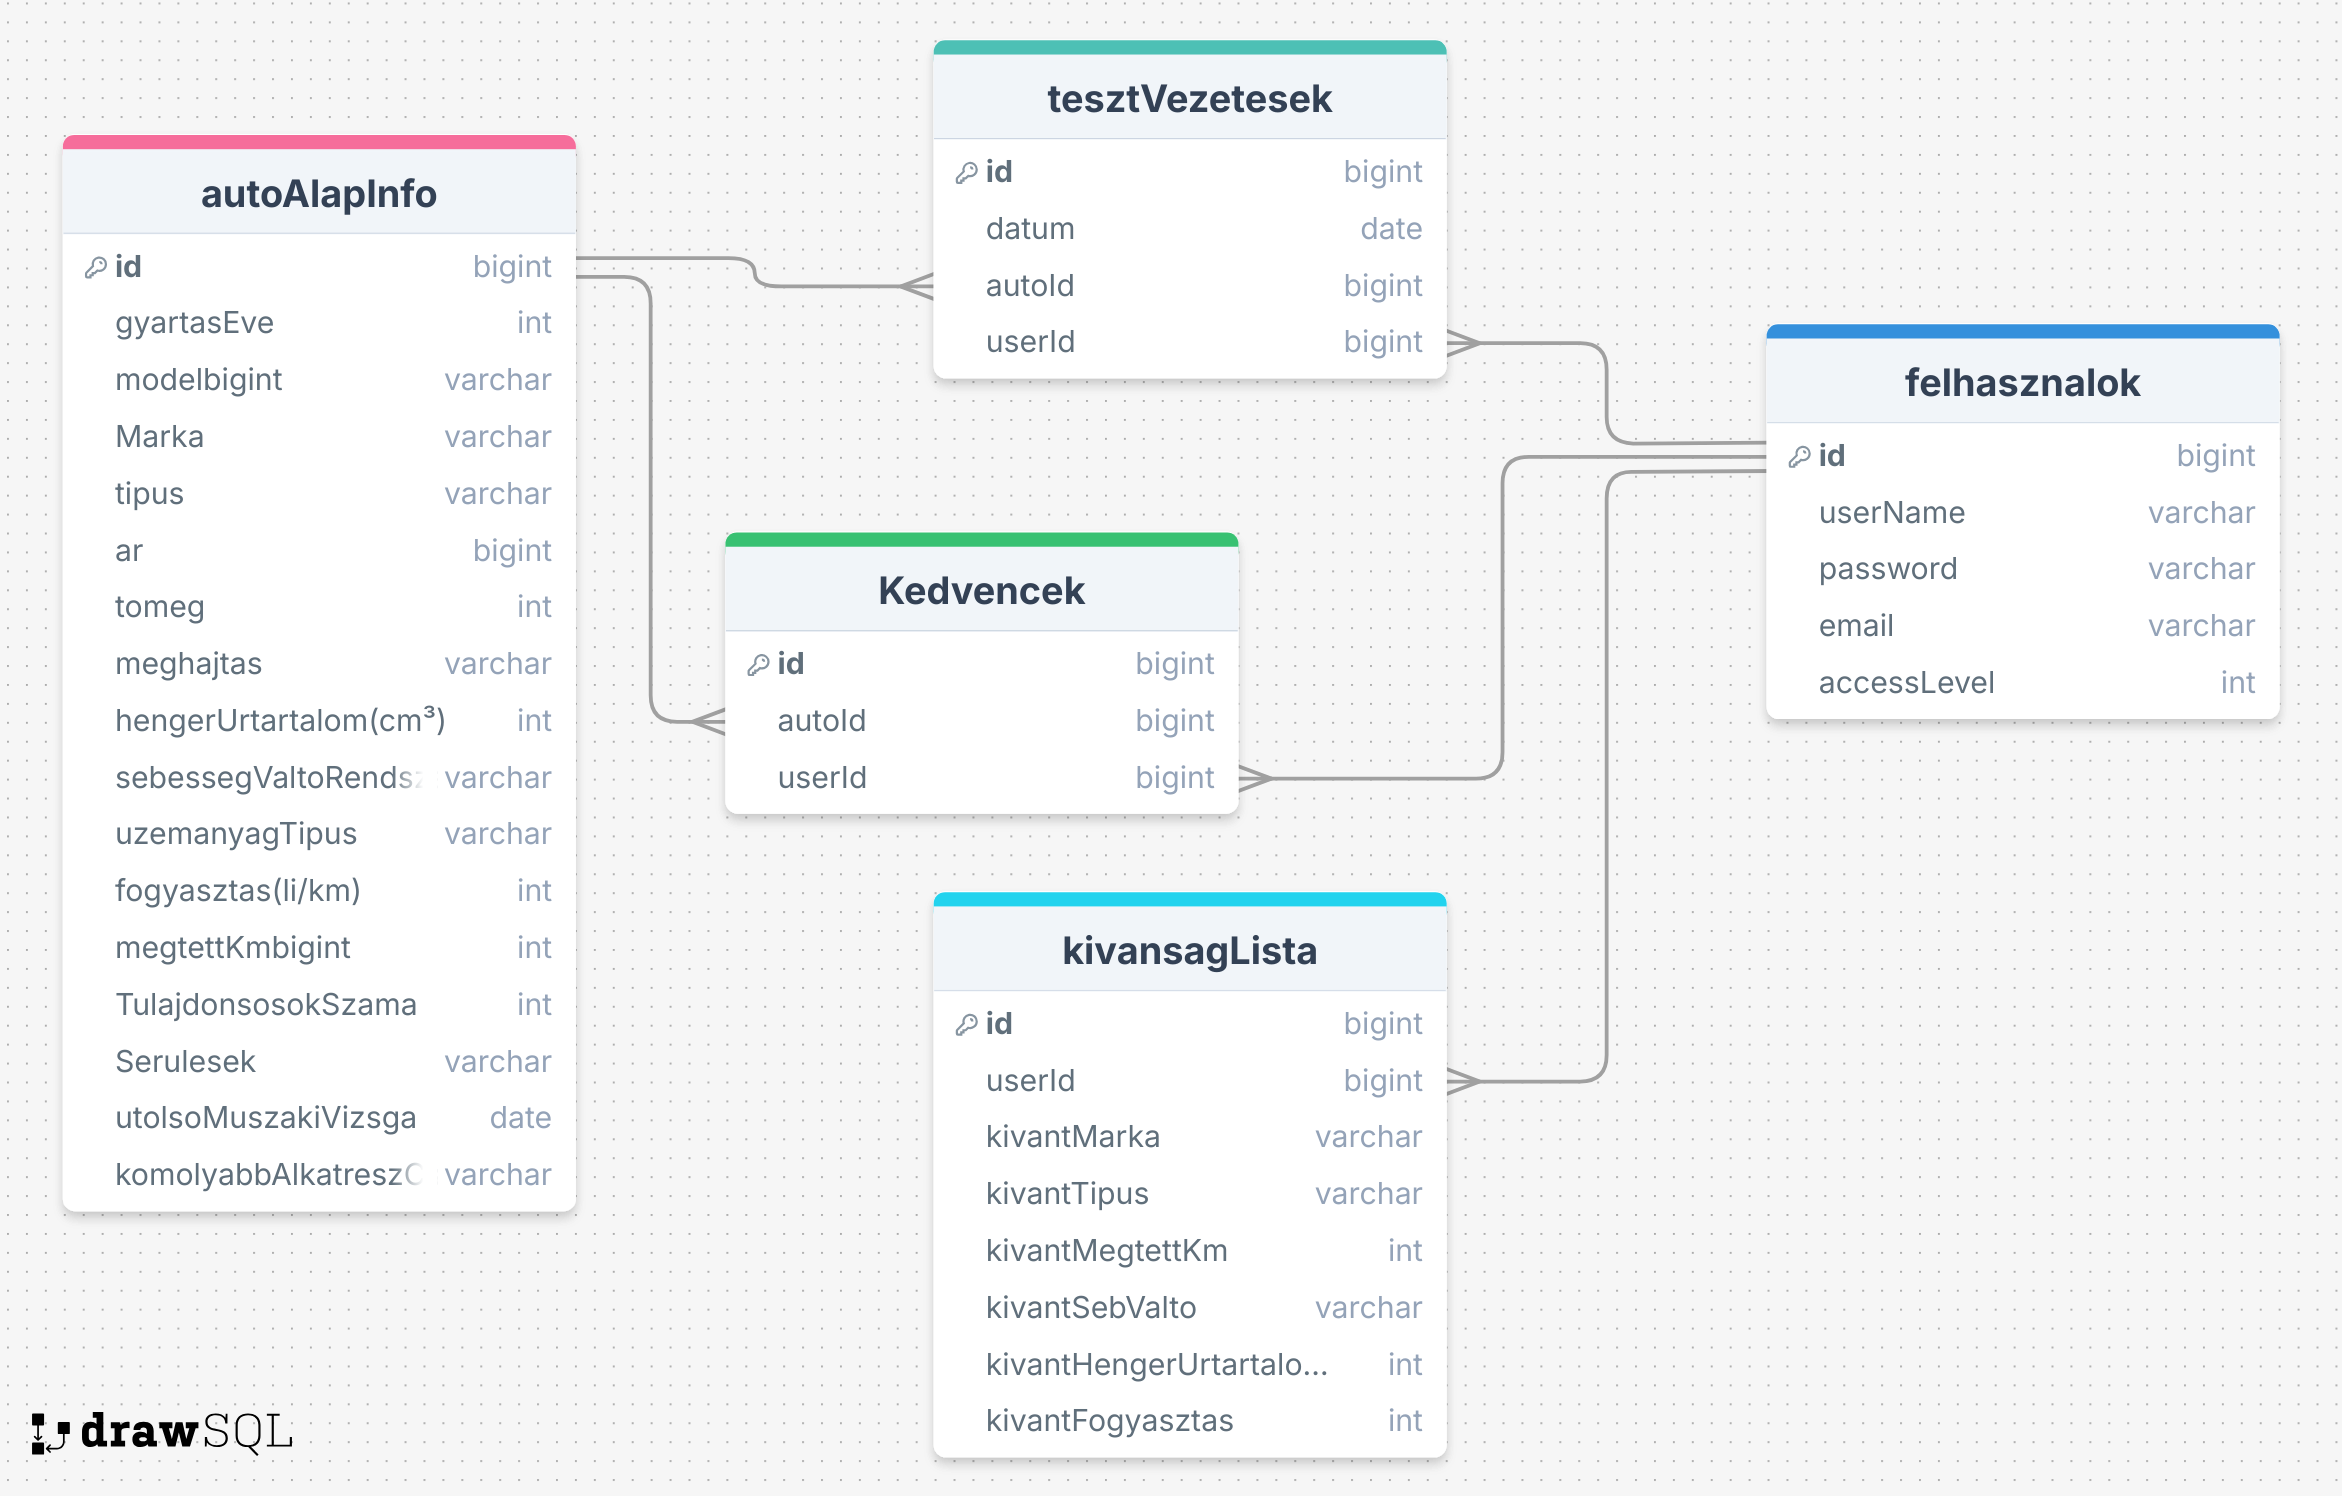 autoAlapInfo
id bigint
gyartasEve int
modelbigint varchar
Marka varchar
tipus varchar
ar bigint
tomeg int
meghajtas varchar
hengerUrtartalom(cm³) int
sebessegValtoRends varchar
uzemanyagTipus varchar
fogyasztas(li/km) int
megtettKmbigint int
TulajdonsosokSzama int
Serulesek varchar
utolsoMuszakiVizsga date
komolyabbAlkatreszC varchar
tesztVezetesek
id bigint
datum date
autoId bigint
userId bigint
Kedvencek
id bigint
autoId bigint
userId bigint
kivansagLista
id bigint
userId bigint
kivantMarka varchar
kivantTipus varchar
kivantMegtettKm int
kivantSebValto varchar
kivantHengerUrtartalo... int
kivantFogyasztas int
felhasznalok
id bigint
userName varchar
password varchar
email varchar
accessLevel int
drawSQL